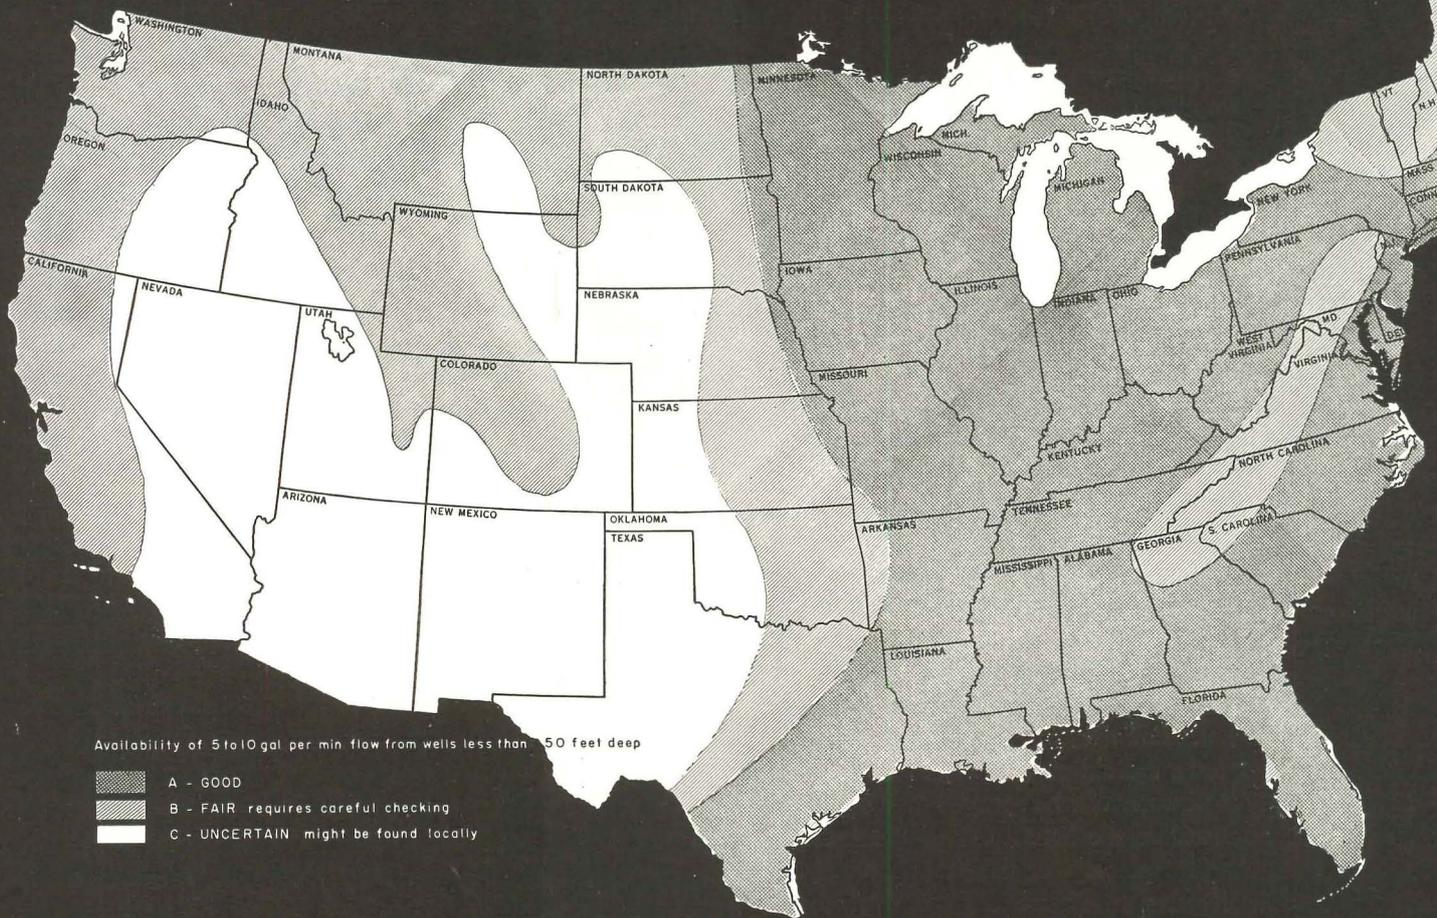 WASHINGTON
MONTANA
NORTH DAKOTA
MINNESOTA
IDAHO
OREGON
MICH.
WISCONSIN
VT.
N.H.
MASS
CONN
SOUTH DAKOTA
MICHIGAN
NEW YORK
WYOMING
PENNSYLVANIA
CALIFORNIA
NEVADA
IOWA
ILLINOIS
INDIANA
OHIO
NEBRASKA
UTAH
MD.
DEL
WEST
VIRGINIA
VIRGINIA
COLORADO
MISSOURI
KANSAS
KENTUCKY
NORTH CAROLINA
ARIZONA
NEW MEXICO
OKLAHOMA
TEXAS
ARKANSAS
TENNESSEE
S. CAROLINA
MISSISSIPPI
ALABAMA
GEORGIA
LOUISIANA
FLORIDA
Availability of 5 to 10 gal per min flow from wells less than 50 feet deep
A - GOOD
B - FAIR requires careful checking
C - UNCERTAIN might be found locally